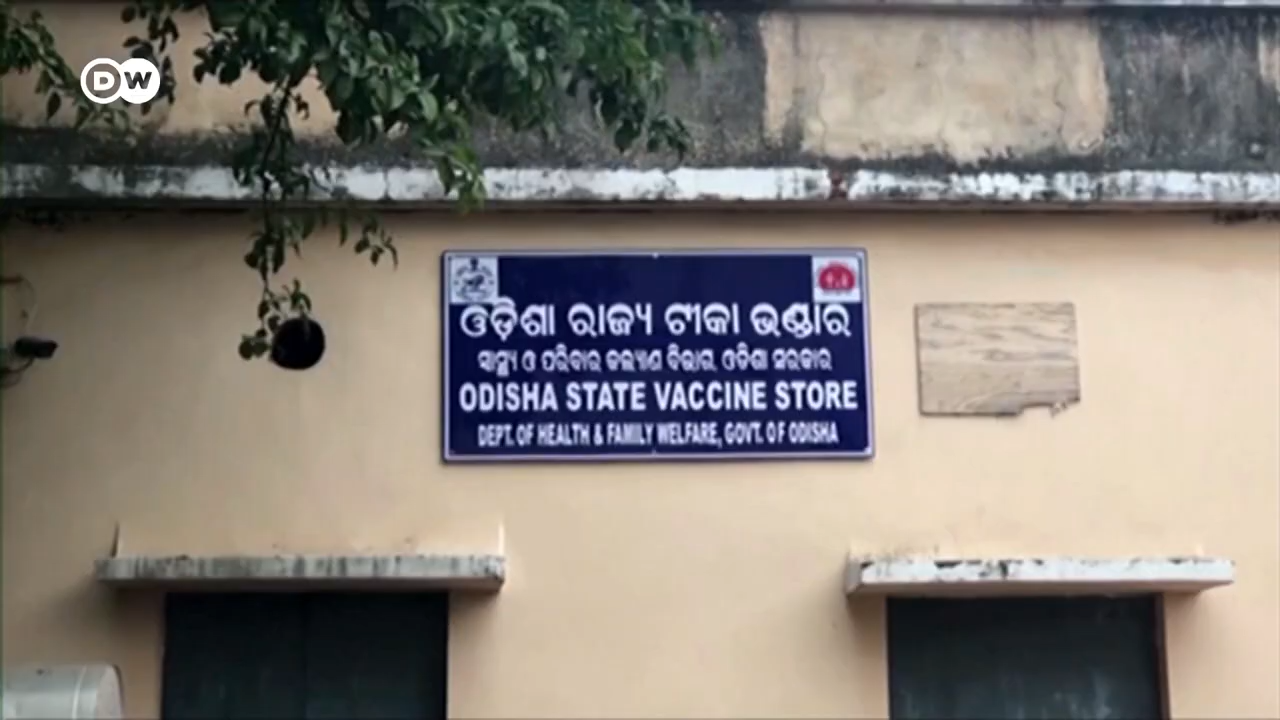 DW
ଓଡ଼ିଶା ରାଜ୍ୟ ଟୀକା ଭଣ୍ଡାର
ସ୍ୱାସ୍ଥ୍ୟ ଓ ପରିବାର କଲ୍ୟାଣ ବିଭାଗ, ଓଡିଶା ସରକାର
ODISHA STATE VACCINE STORE
DEPT. OF HEALTH & FAMILY WELFARE, GOVT. OF ODISHA